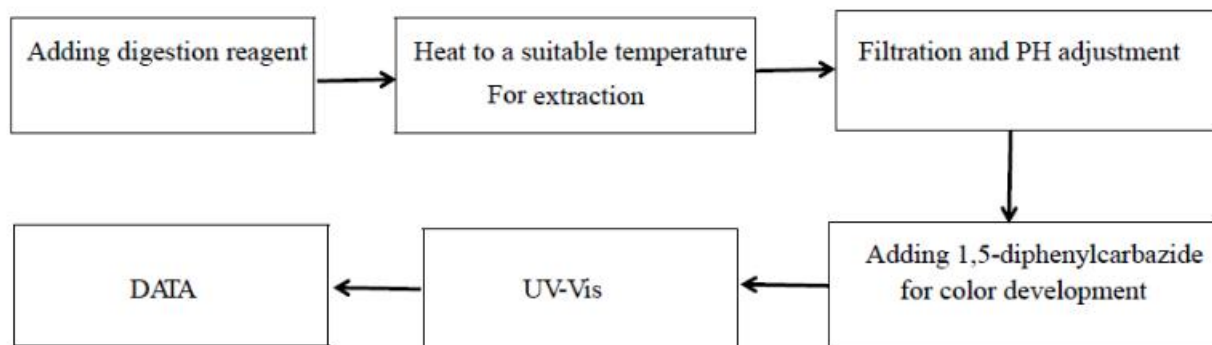 Adding digestion reagent
Heat to a suitable temperature
For extraction
Filtration and PH adjustment
Adding 1,5-diphenylcarbazide
for color development
UV-Vis
DATA